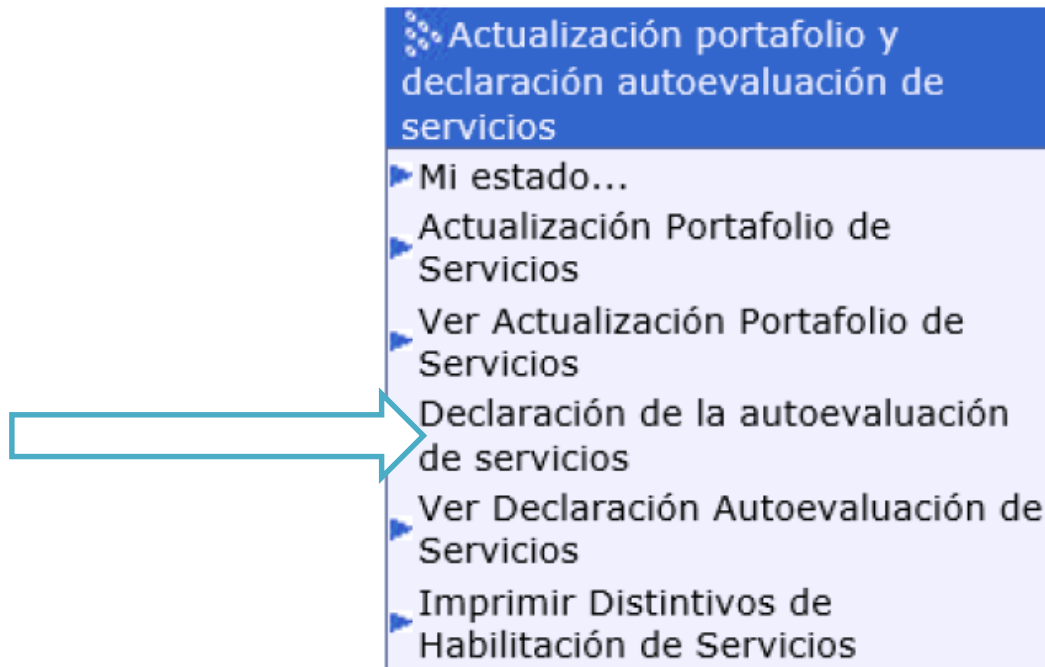 Actualización portafolio y
declaración autoevaluación de
servicios
Mi estado...
Actualización Portafolio de
Servicios
Ver Actualización Portafolio de
Servicios
Declaración de la autoevaluación
de servicios
Ver Declaración Autoevaluación de
Servicios
Imprimir Distintivos de
Habilitación de Servicios